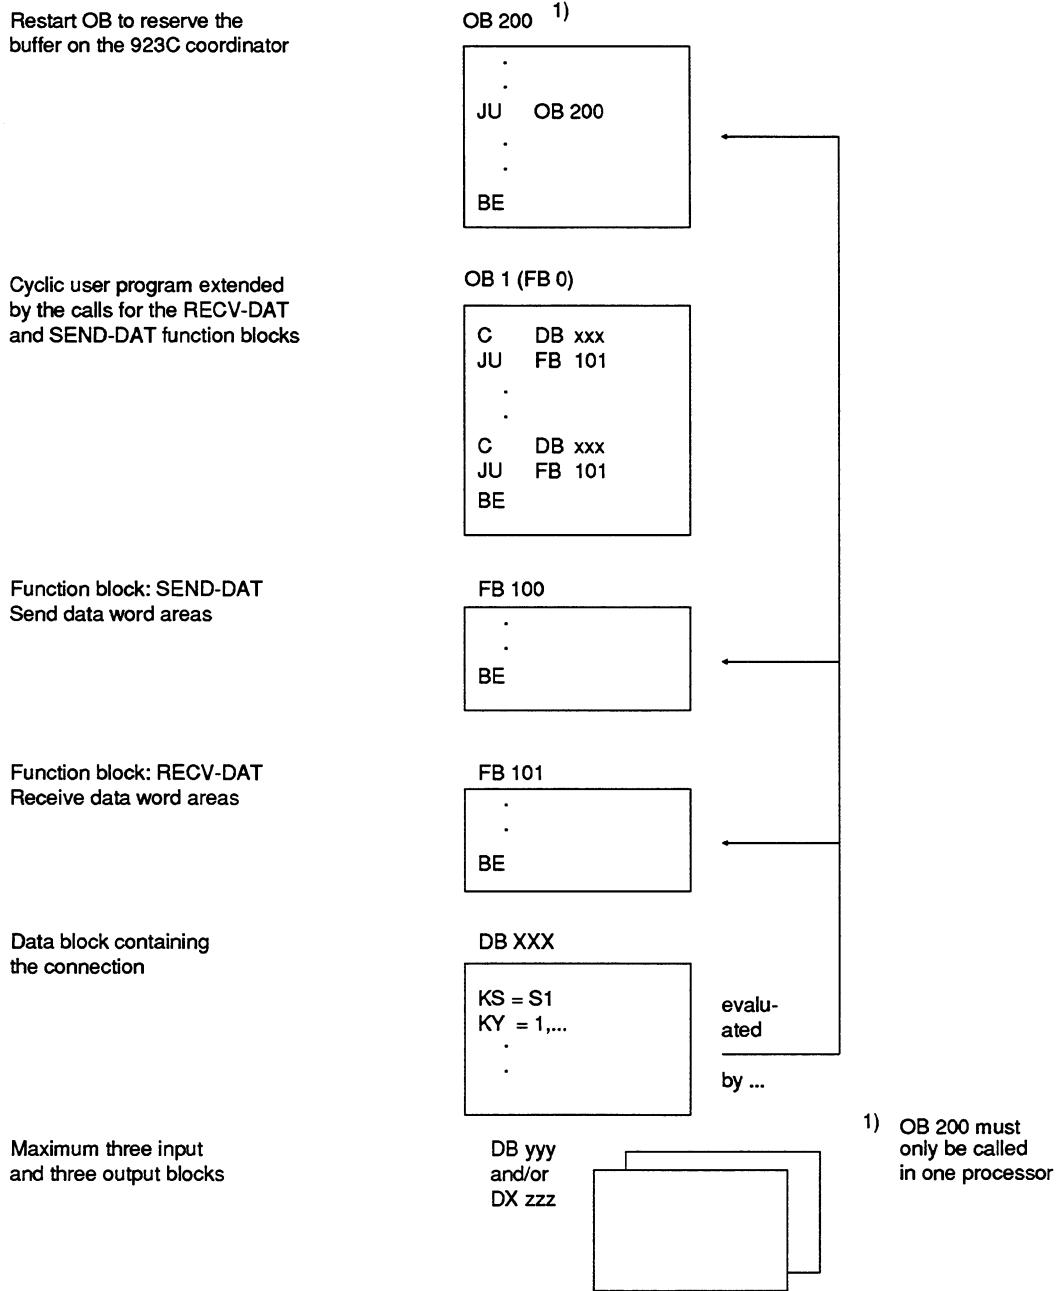 Restart OB to reserve the
buffer on the 923C coordinator
OB 200 1)
JU OB 200
BE
Cyclic user program extended
by the calls for the RECV-DAT
and SEND-DAT function blocks
OB 1 (FB 0)
C DB xxx
JU FB 101
C DB xxx
JU FB 101
BE
Function block: SEND-DAT
Send data word areas
FB 100
BE
Function block: RECV-DAT
Receive data word areas
FB 101
BE
Data block containing
the connection
DB XXX
KS = S1
KY = 1,...
evalu-
ated
by ...
Maximum three input
and three output blocks
DB yyy
and/or
DX zzz
1) OB 200 must
only be called
in one processor